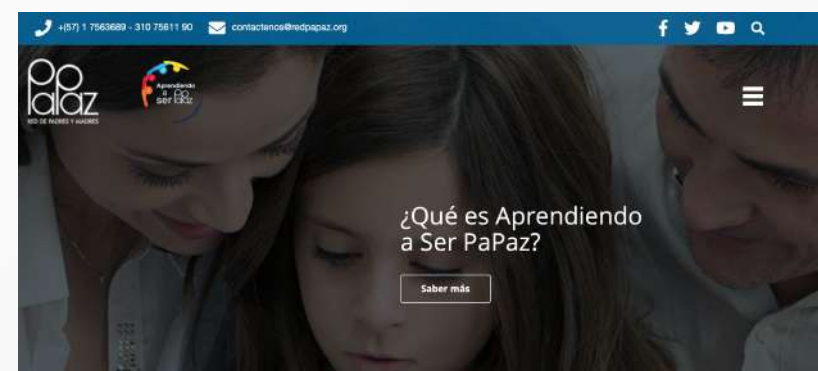 +(57) 1 7563689 - 310 75611 90
contactenos@redpapaz.org
PaPaz
RED DE PADRES Y MADRES
Aprendiendo
a
ser PaPaz
¿Qué es Aprendiendo
a Ser PaPaz?
Saber más